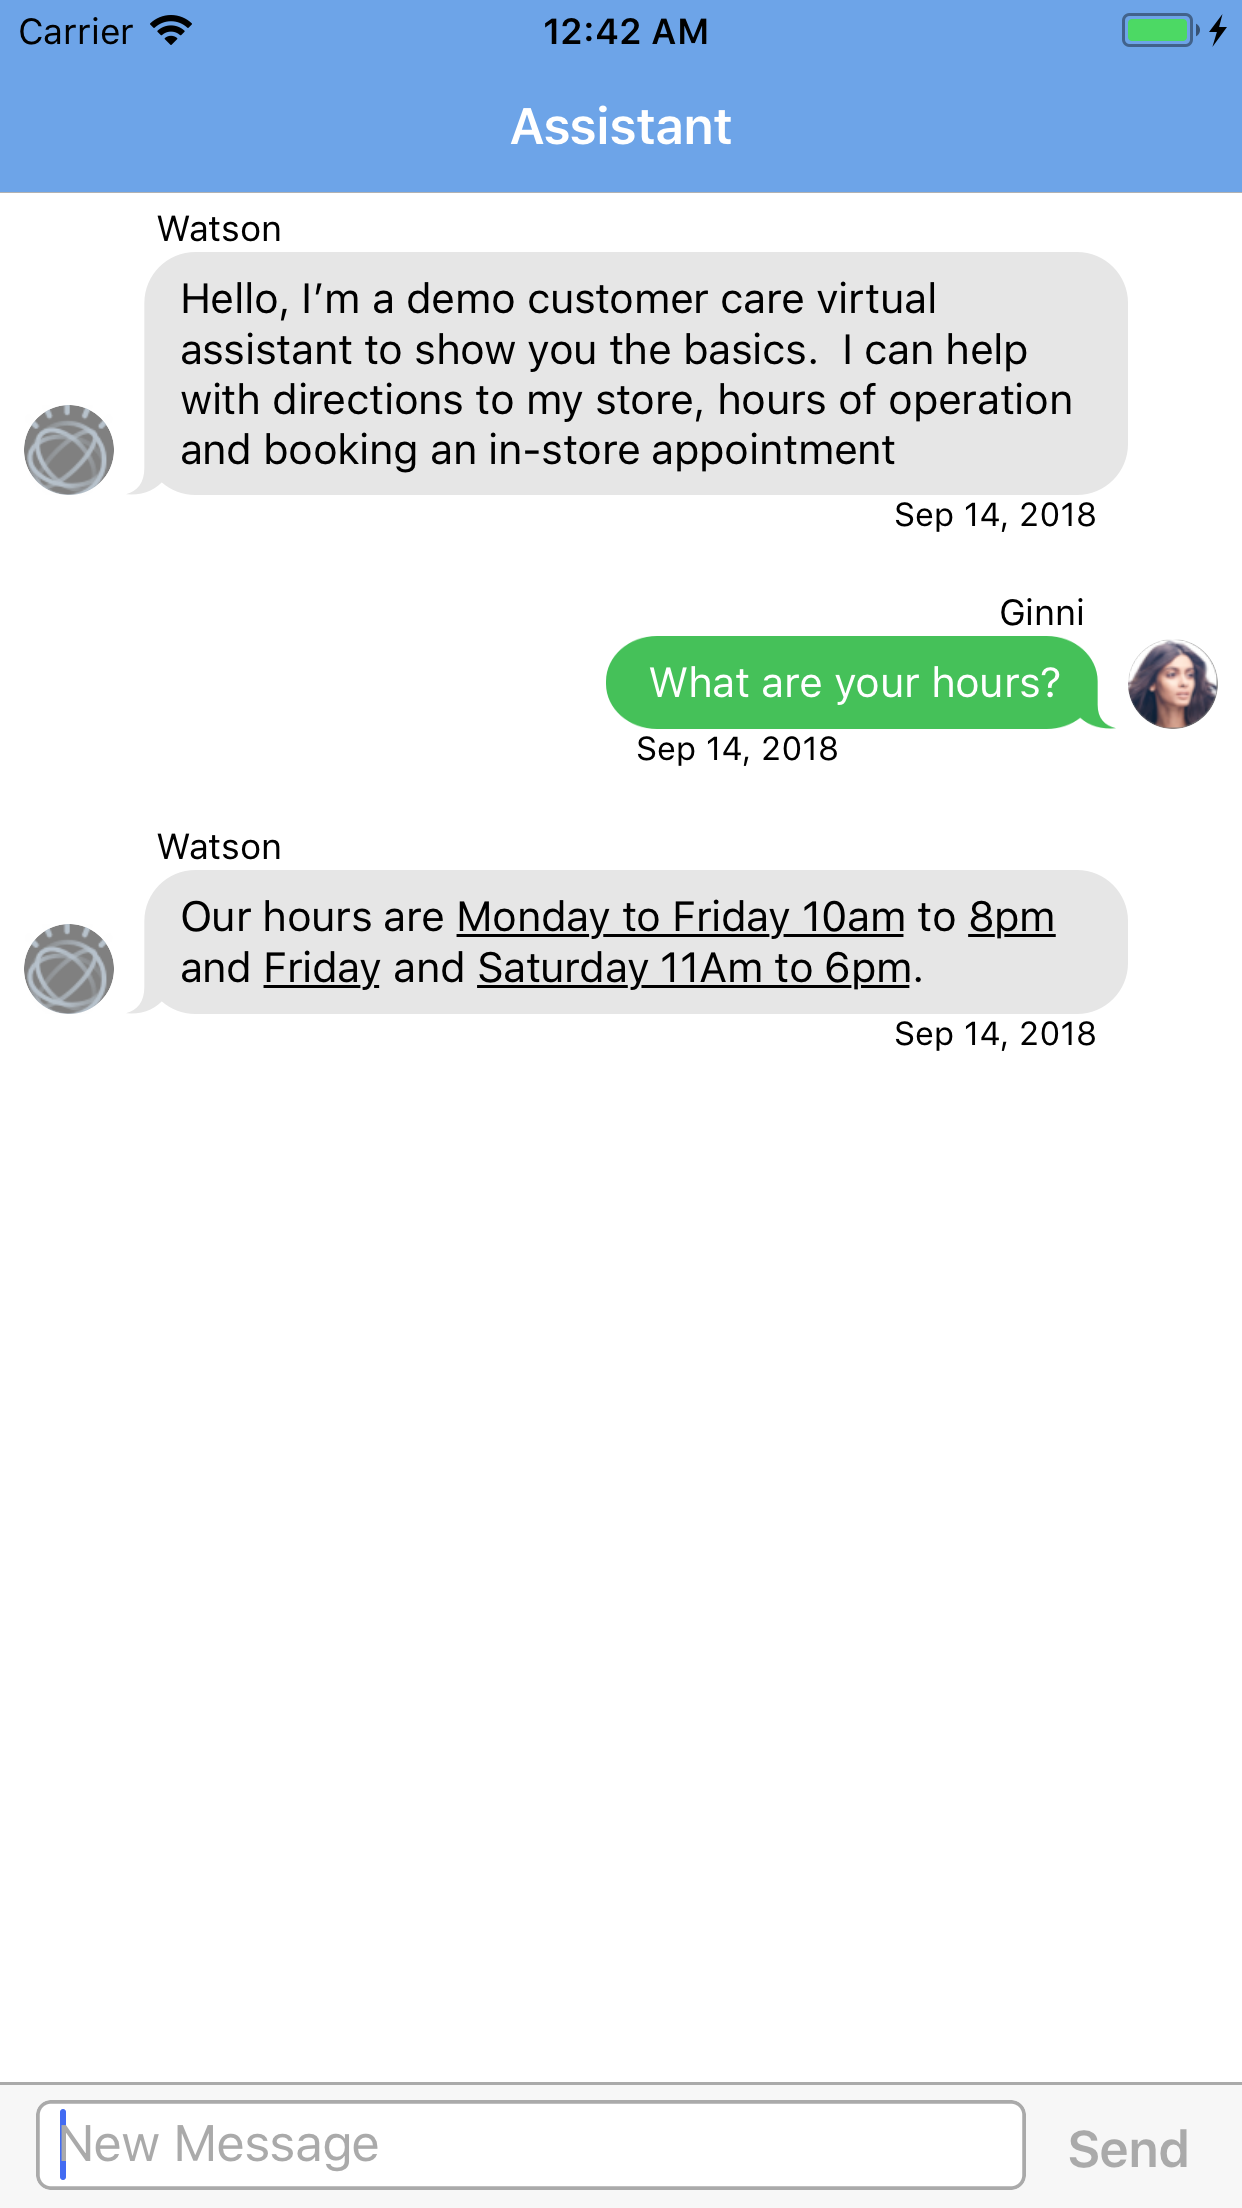 Carrier 12:42 AM
Assistant
Watson
Hello, I’m a demo customer care virtual
assistant to show you the basics.  I can help
with directions to my store, hours of operation
and booking an in-store appointment
Sep 14, 2018
Ginni
What are your hours?
Sep 14, 2018
Watson
Our hours are Monday to Friday 10am to 8pm
and Friday and Saturday 11Am to 6pm.
Sep 14, 2018
New Message Send